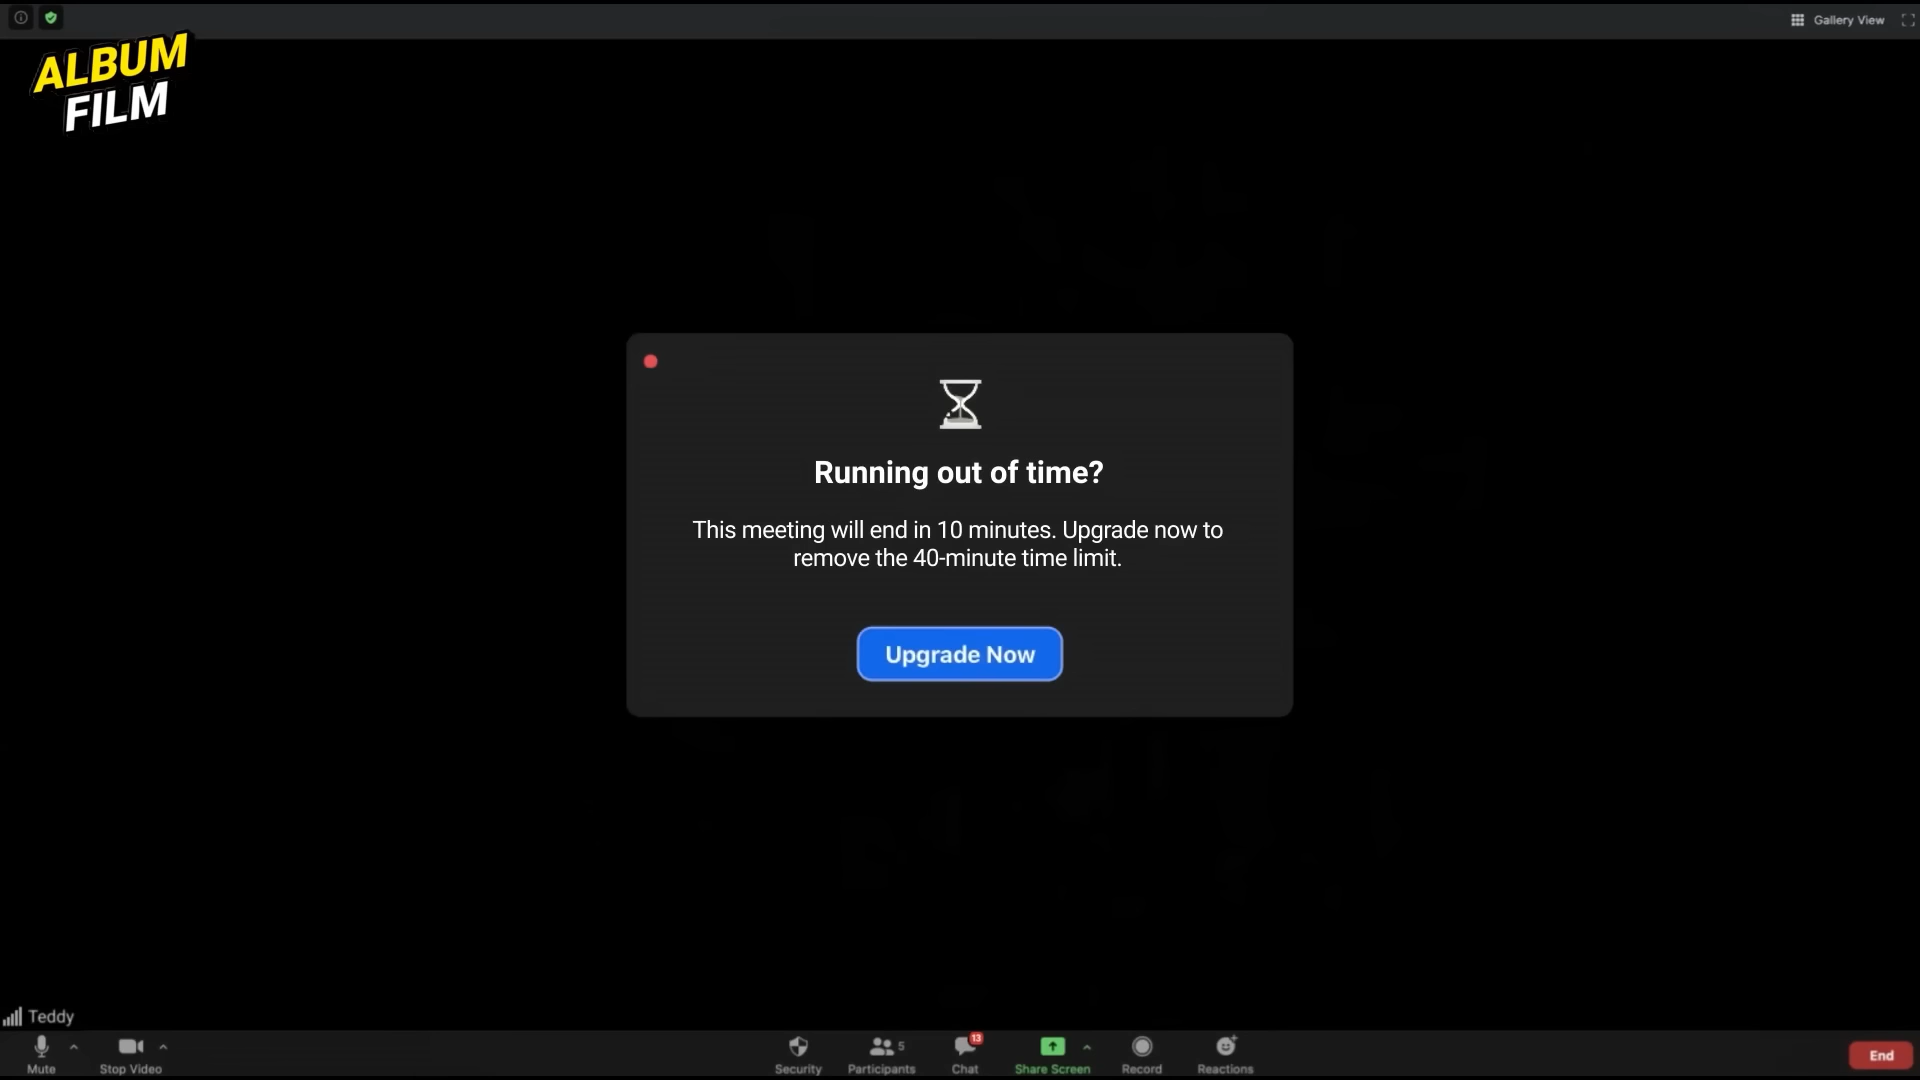 Gallery View
ALBUM
FILM
Running out of time?
This meeting will end in 10 minutes. Upgrade now to
remove the 40-minute time limit.
Upgrade Now
Teddy
Mute
Stop Video
Security
5
Participants
13
Chat
Share Screen
Record
Reactions
End